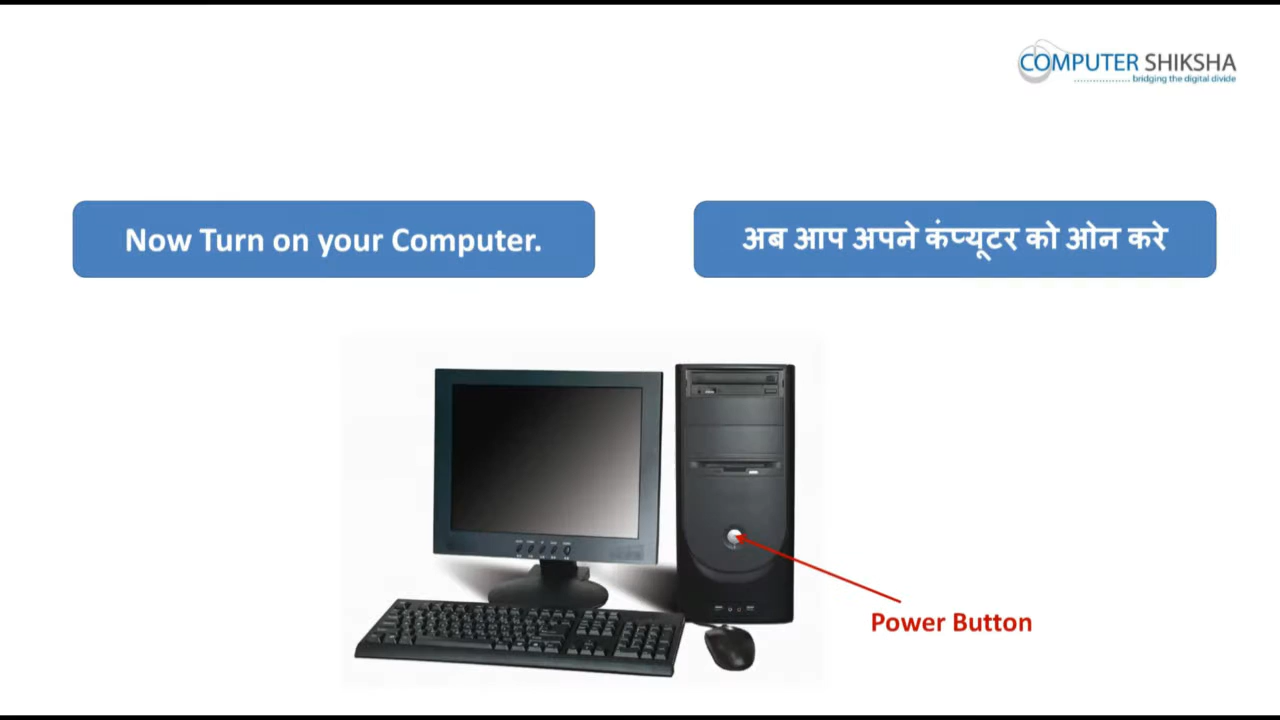 COMPUTER SHIKSHA
bridging the digital divide
Now Turn on your Computer.
अब आप अपने कंप्यूटर को ओन करे
Power Button